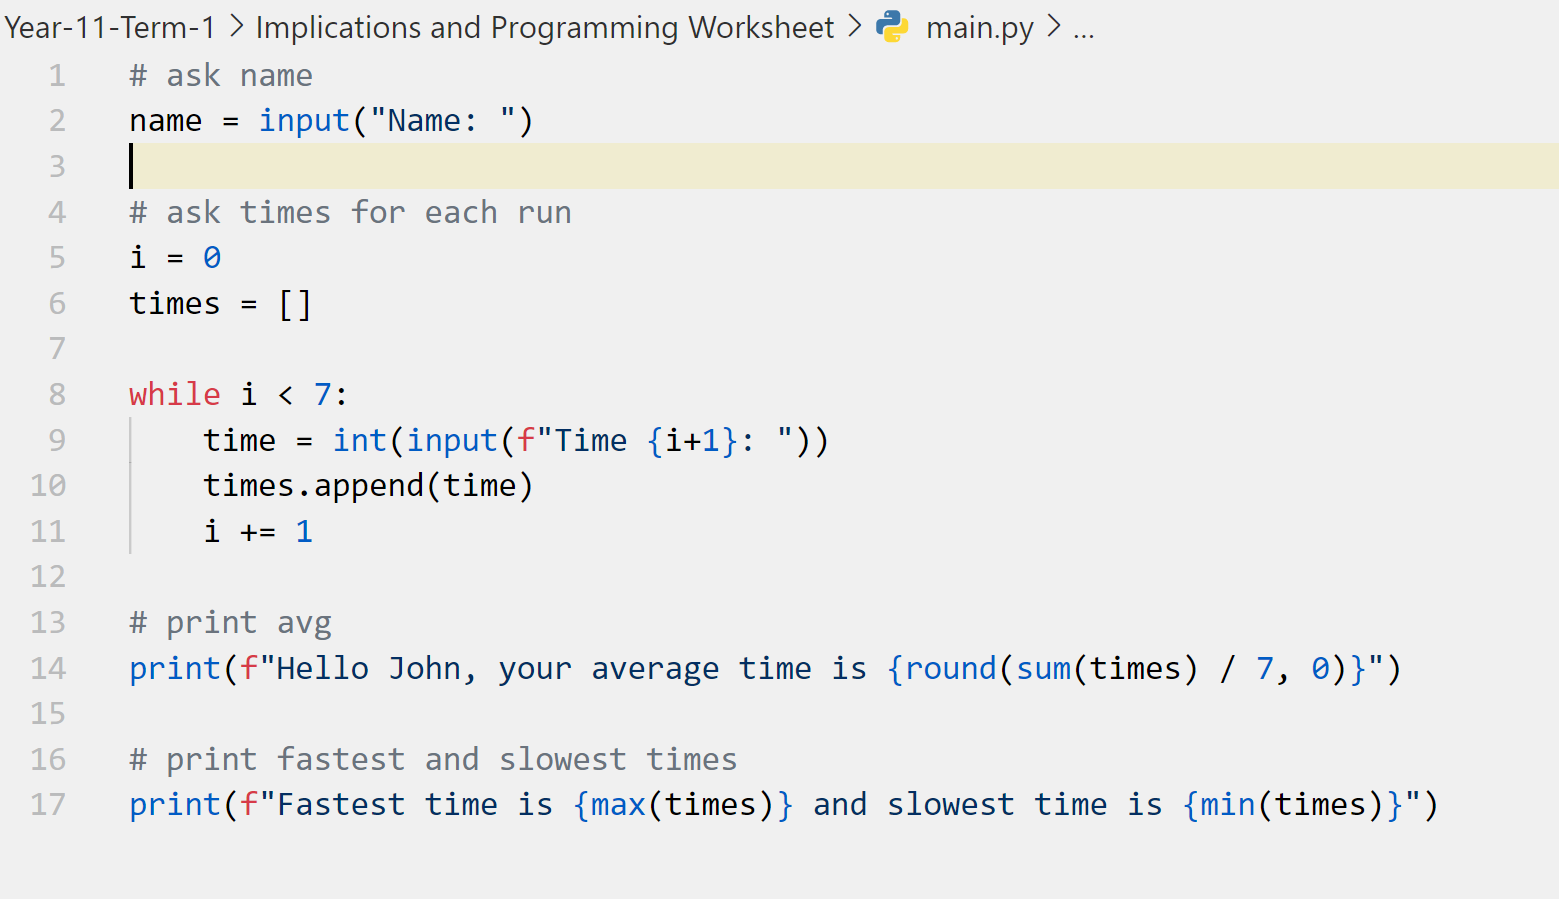 Year-11-Term-1 > Implications and Programming Worksheet > main.py > ...
1 # ask name
2 name = input("Name: ")
3
4 # ask times for each run
5 i = 0
6 times = []
7
8 while i < 7:
9     time = int(input(f"Time {i+1}: "))
10     times.append(time)
11     i += 1
12
13 # print avg
14 print(f"Hello John, your average time is {round(sum(times) / 7, 0)}")
15
16 # print fastest and slowest times
17 print(f"Fastest time is {max(times)} and slowest time is {min(times)}")